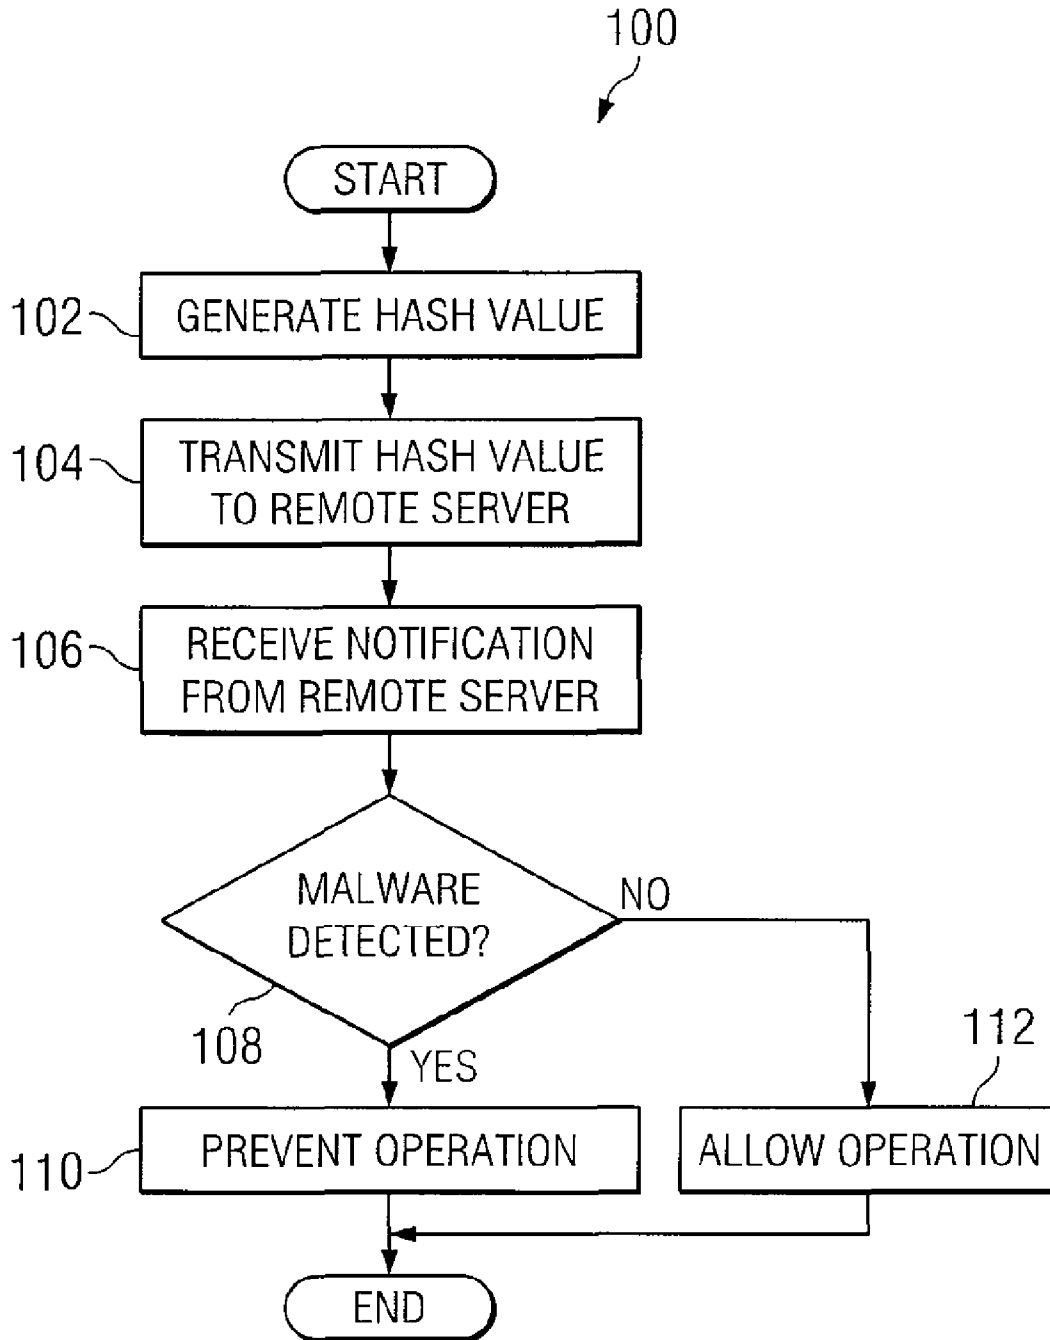 100
START
102
GENERATE HASH VALUE
104
TRANSMIT HASH VALUE
TO REMOTE SERVER
106
RECEIVE NOTIFICATION
FROM REMOTE SERVER
MALWARE
DETECTED?
NO
108
YES
112
110
PREVENT OPERATION
ALLOW OPERATION
END